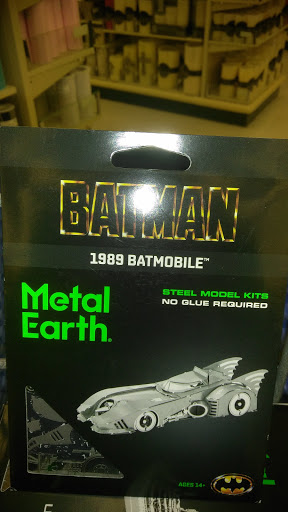 BATMAN
1989 BATMOBILE™
Metal
Earth®
STEEL MODEL KITS
NO GLUE REQUIRED
AGES 14+